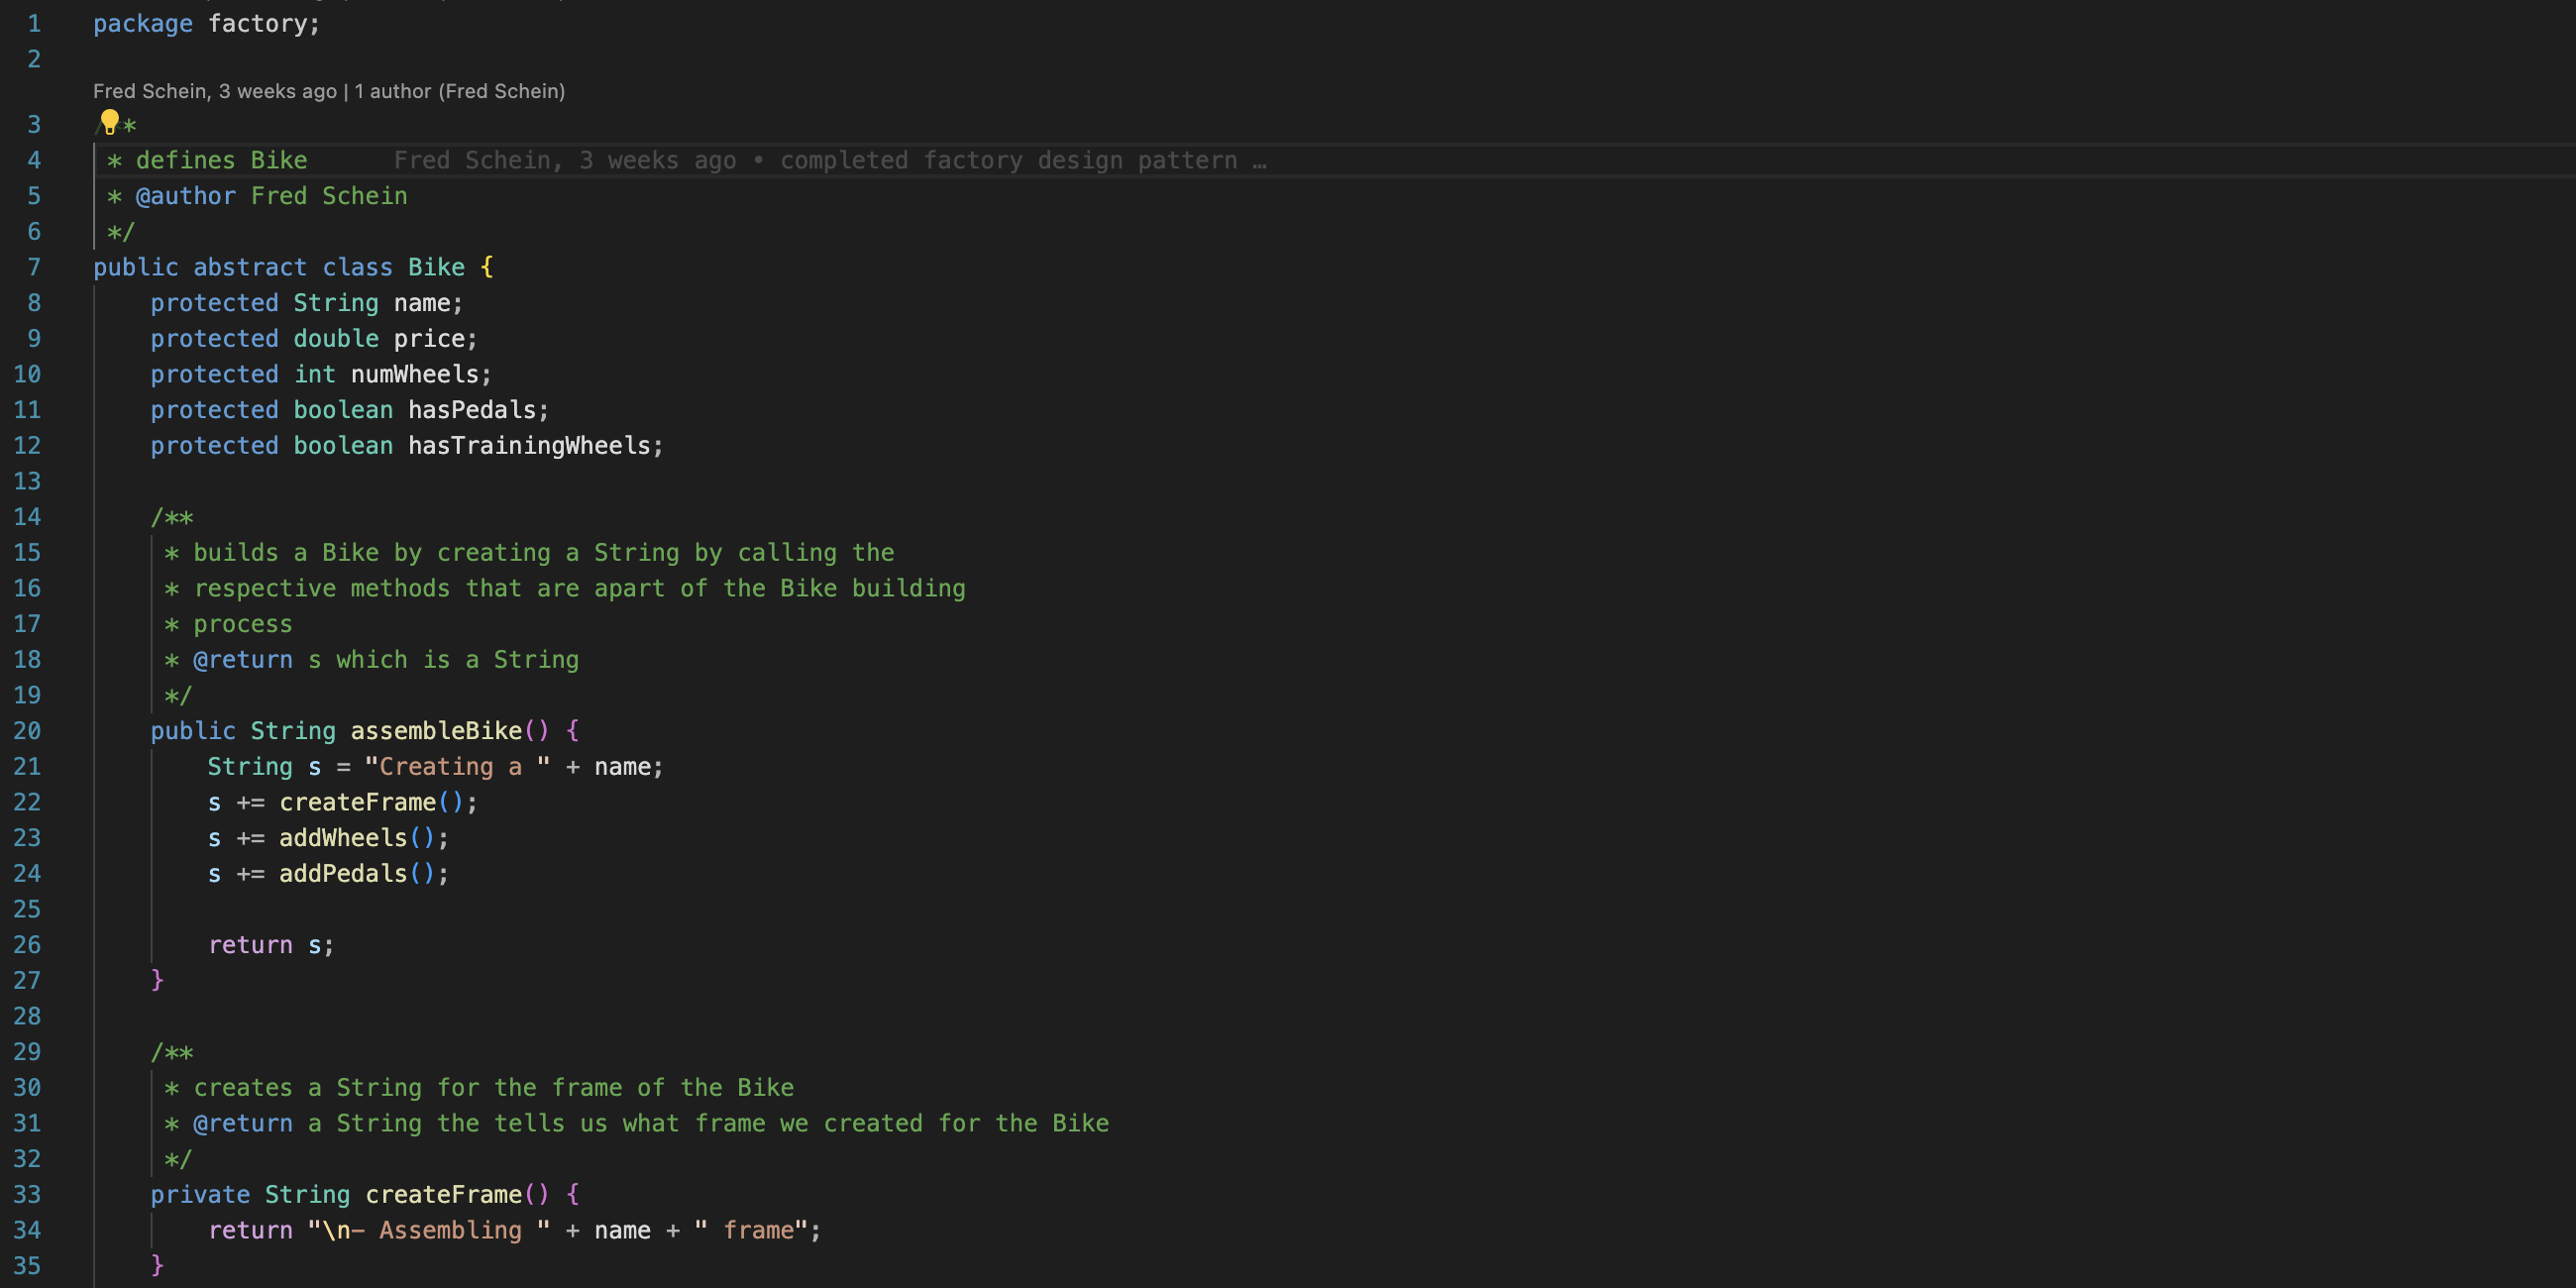 1 package factory;
2
Fred Schein, 3 weeks ago | 1 author (Fred Schein)
3 /**
4 * defines Bike Fred Schein, 3 weeks ago • completed factory design pattern …
5 * @author Fred Schein
6 */
7 public abstract class Bike {
8 protected String name;
9 protected double price;
10 protected int numWheels;
11 protected boolean hasPedals;
12 protected boolean hasTrainingWheels;
13
14 /**
15 * builds a Bike by creating a String by calling the
16 * respective methods that are apart of the Bike building
17 * process
18 * @return s which is a String
19 */
20 public String assembleBike() {
21 String s = "Creating a " + name;
22 s += createFrame();
23 s += addWheels();
24 s += addPedals();
25
26 return s;
27 }
28
29 /**
30 * creates a String for the frame of the Bike
31 * @return a String the tells us what frame we created for the Bike
32 */
33 private String createFrame() {
34 return "\n- Assembling " + name + " frame";
35 }